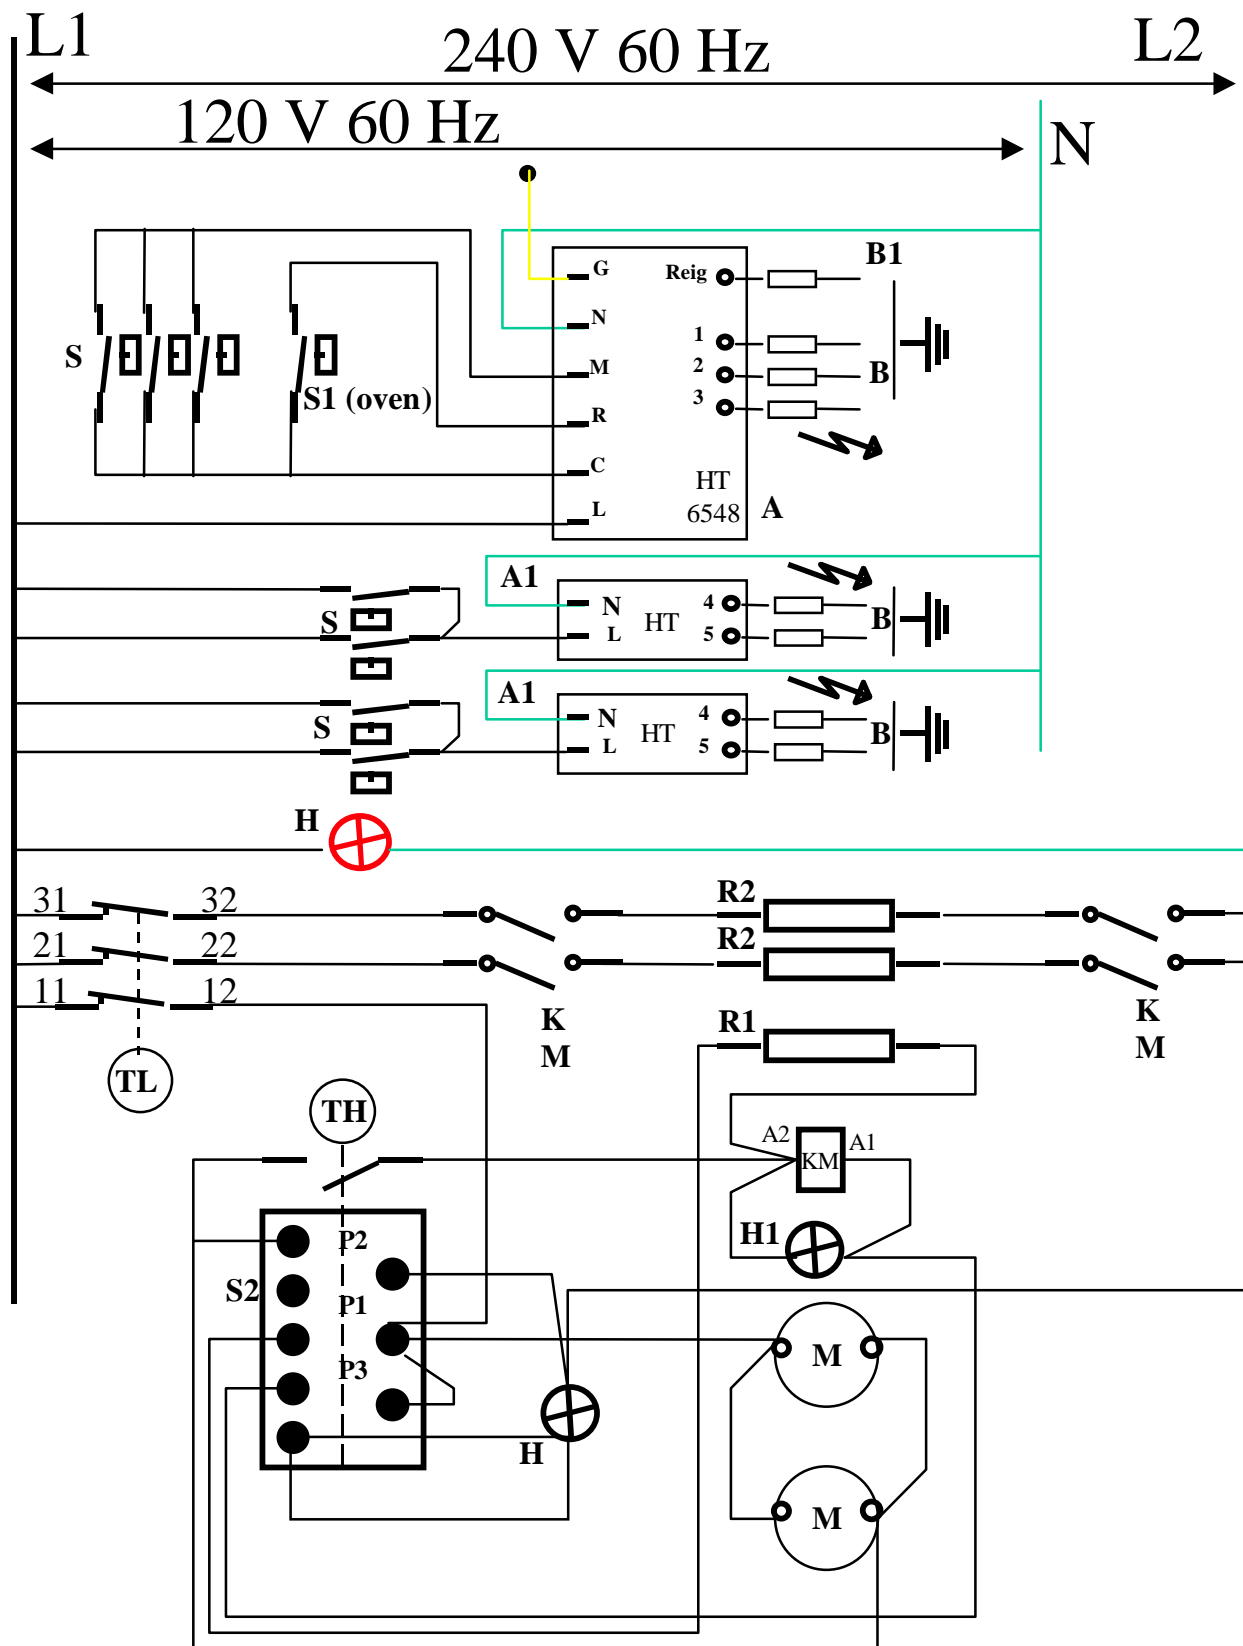 L1
240 V 60 Hz
L2
120 V 60 Hz
N
G
Reig
B1
N
1
S
M
2
B
S1 (oven)
R
3
C
HT
L
6548
A
A1
N
HT
4
B
S
L
5
A1
N
HT
4
B
S
L
5
H
31
32
R2
21
22
R2
11
12
K
M
R1
K
M
TL
TH
A2
KM
A1
P2
H1
S2
P1
P3
M
H
M